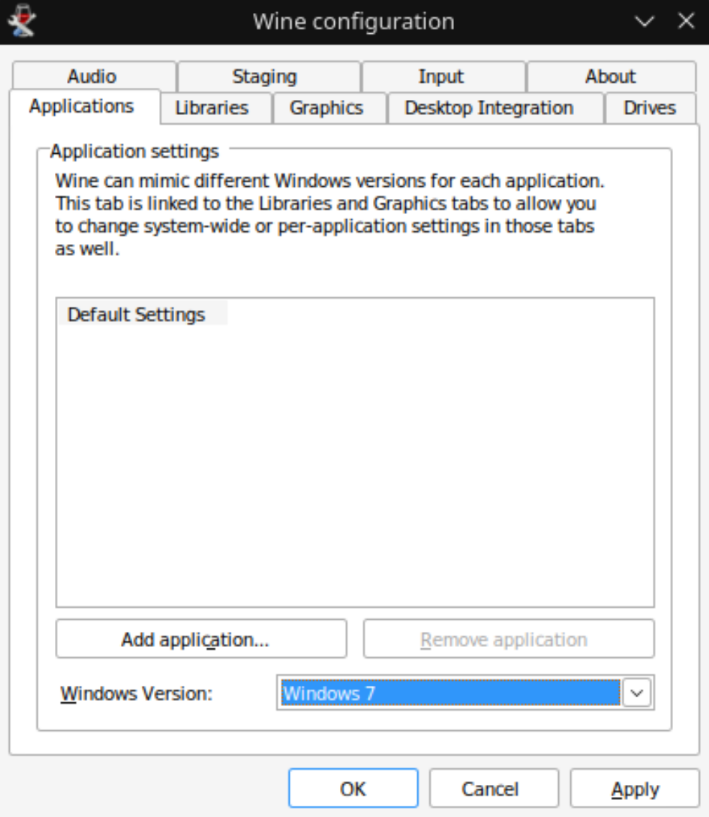 Wine configuration
Audio
Staging
Input
About
Applications
Libraries
Graphics
Desktop Integration
Drives
Application settings
Wine can mimic different Windows versions for each application.
This tab is linked to the Libraries and Graphics tabs to allow you
to change system-wide or per-application settings in those tabs
as well.
Default Settings
Add application...
Remove application
Windows Version:
Windows 7
OK
Cancel
Apply